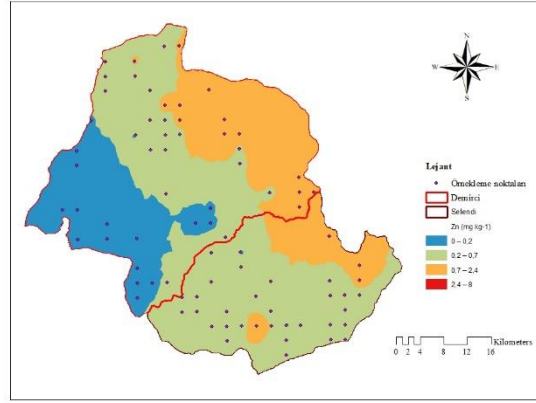 N
W E
S
Lejant
Örnekleme noktaları
Demirci
Selendi
Zn (mg kg-1)
0 – 0,2
0,2 – 0,7
0,7 – 2,4
2,4 – 8
Kilometers
0 2 4 8 12 16